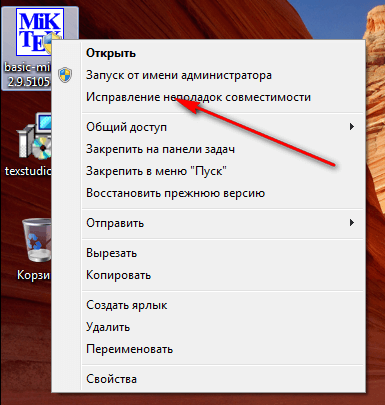 MiK
TEX
basic-mi
2.9.5105
texstudio
Корзи
Открыть
Запуск от имени администратора
Исправление неполадок совместимости
Общий доступ
Закрепить на панели задач
Закрепить в меню "Пуск"
Восстановить прежнюю версию
Отправить
Вырезать
Копировать
Создать ярлык
Удалить
Переименовать
Свойства